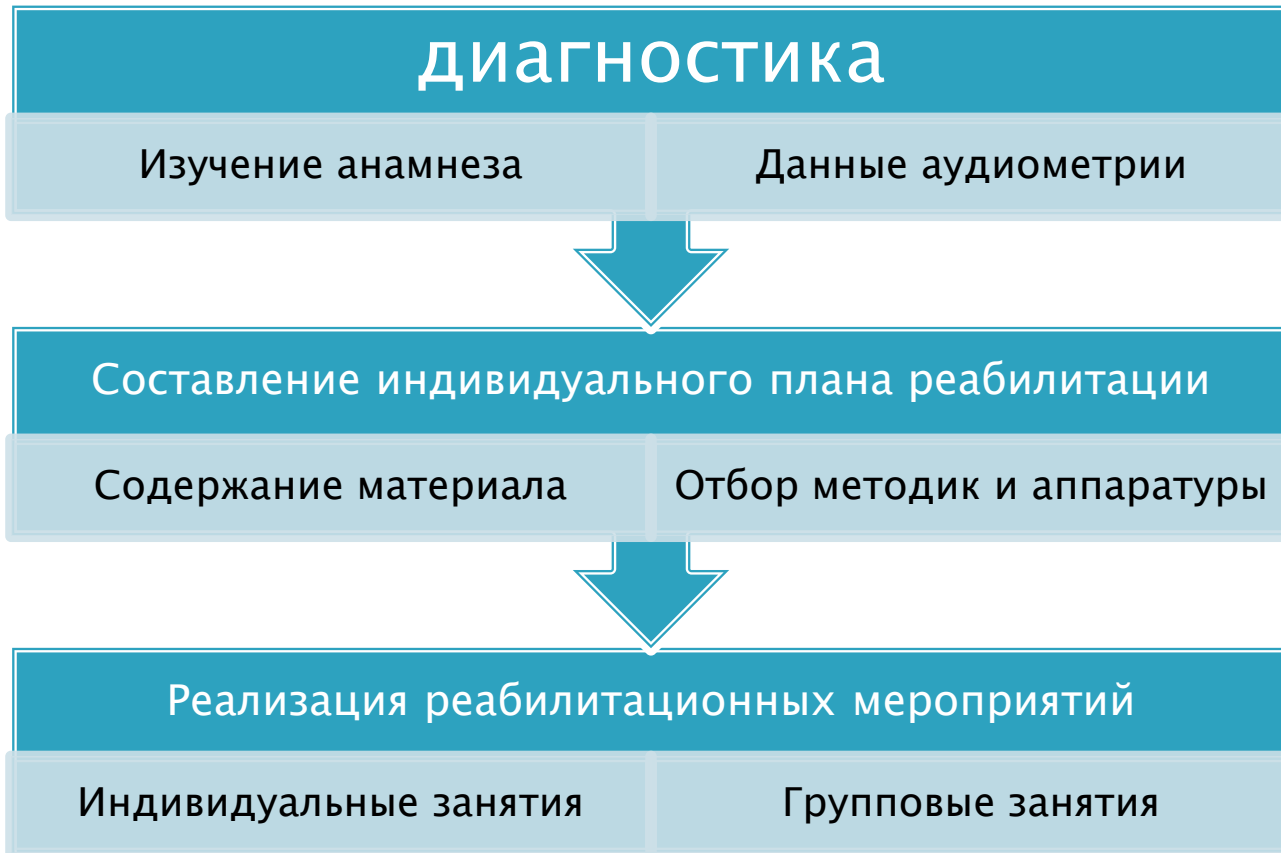 диагностика
Изучение анамнеза
Данные аудиометрии
Составление индивидуального плана реабилитации
Содержание материала
Отбор методик и аппаратуры
Реализация реабилитационных мероприятий
Индивидуальные занятия
Групповые занятия